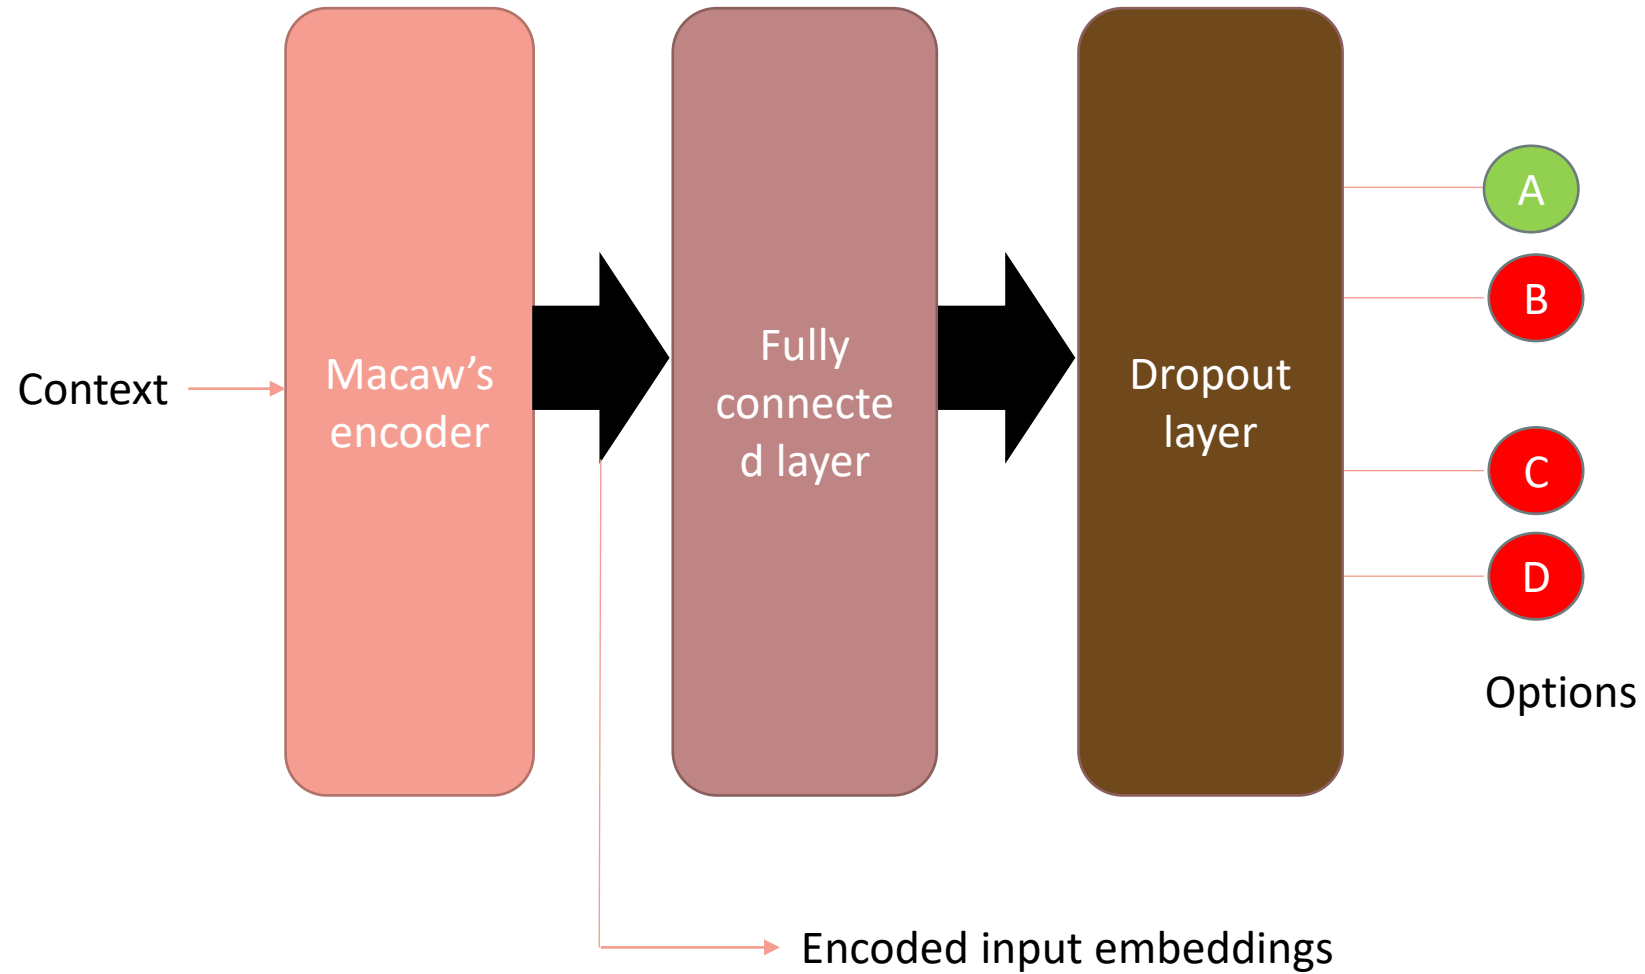 Context
Macaw’s
encoder
Fully
connecte
d layer
Dropout
layer
A
B
C
D
Options
Encoded input embeddings